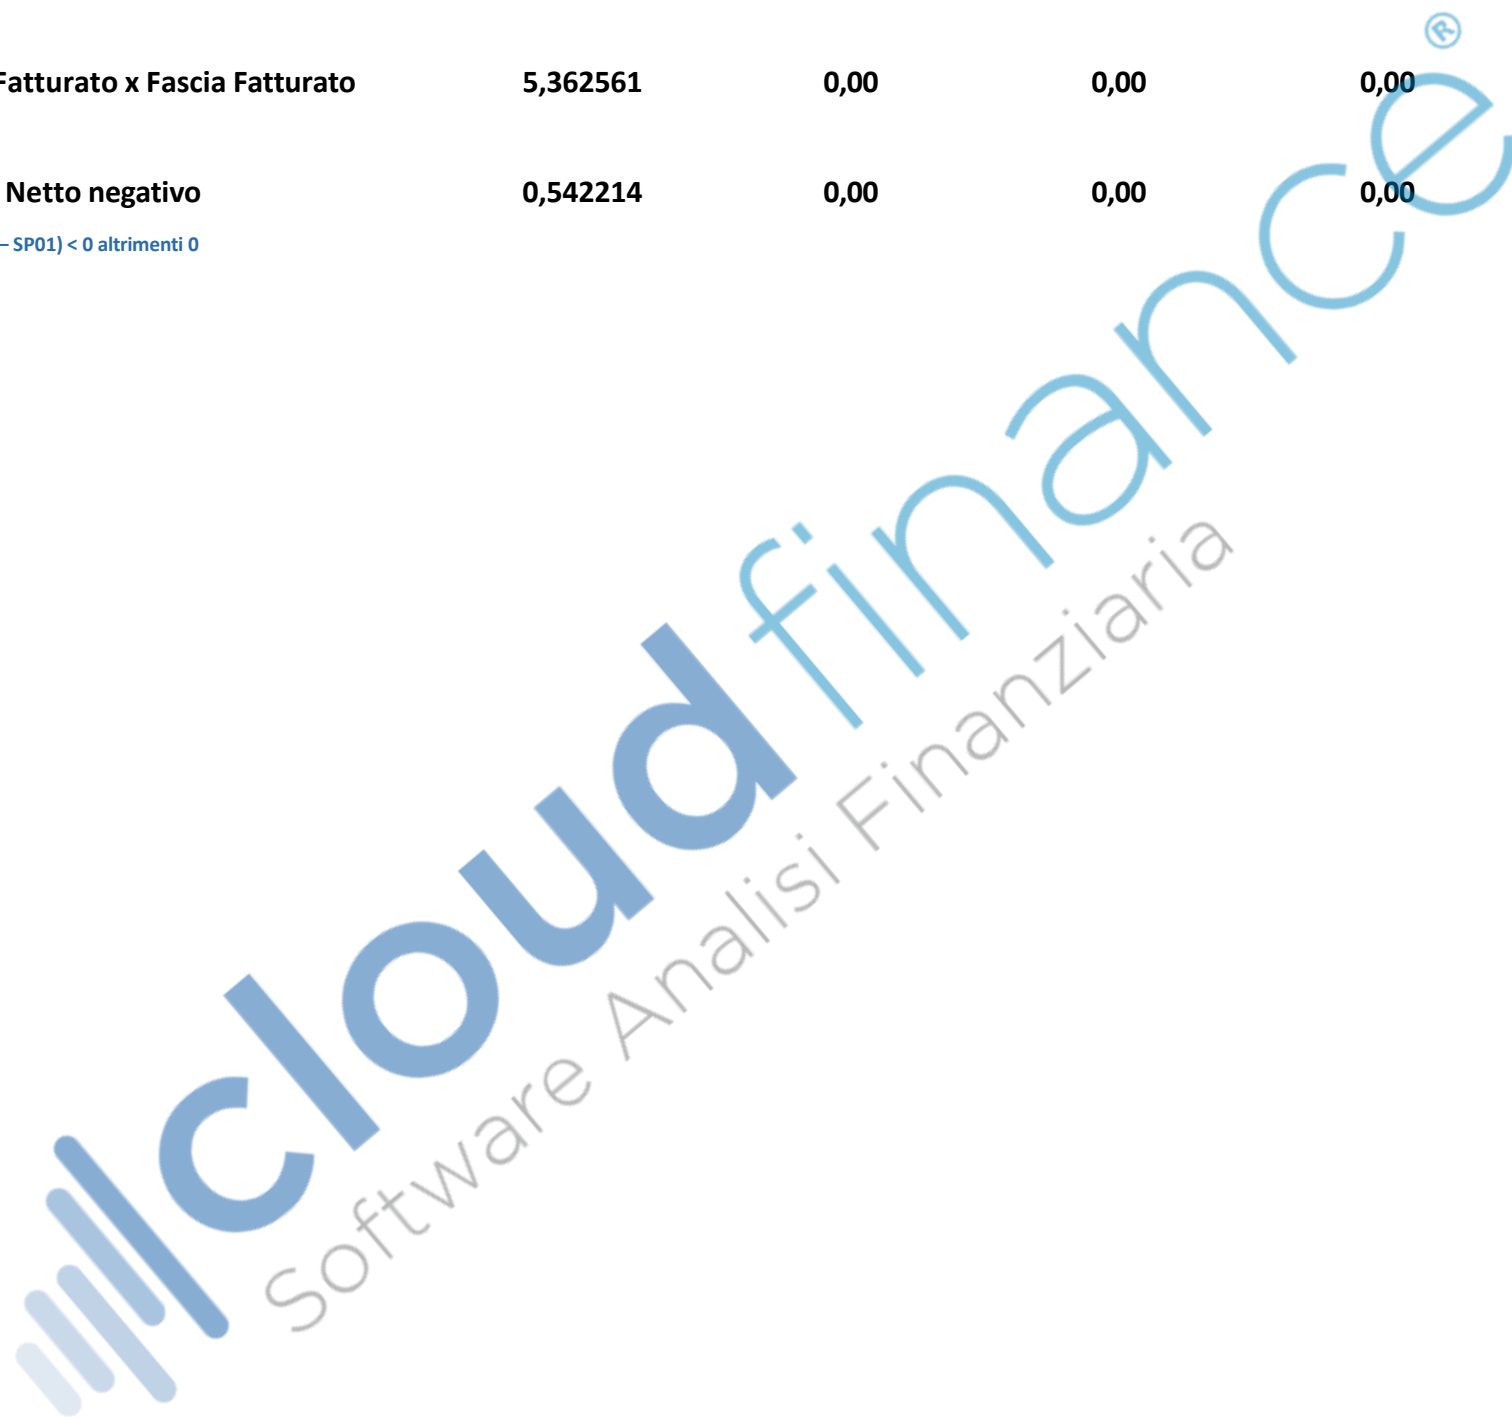 ®
Fatturato x Fascia Fatturato 5,362561 0,00 0,00 0,00
Netto negativo 0,542214 0,00 0,00 0,00
– SP01) < 0 altrimenti 0
cloudfinance
Software Analisi Finanziaria